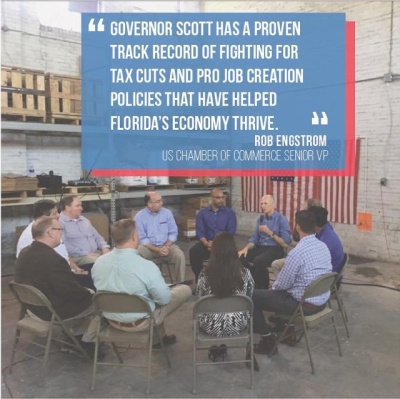 “ GOVERNOR SCOTT HAS A PROVEN
TRACK RECORD OF FIGHTING FOR
TAX CUTS AND PRO JOB CREATION
POLICIES THAT HAVE HELPED
FLORIDA'S ECONOMY THRIVE. ”
ROB ENGSTROM
US CHAMBER OF COMMERCE SENIOR VP